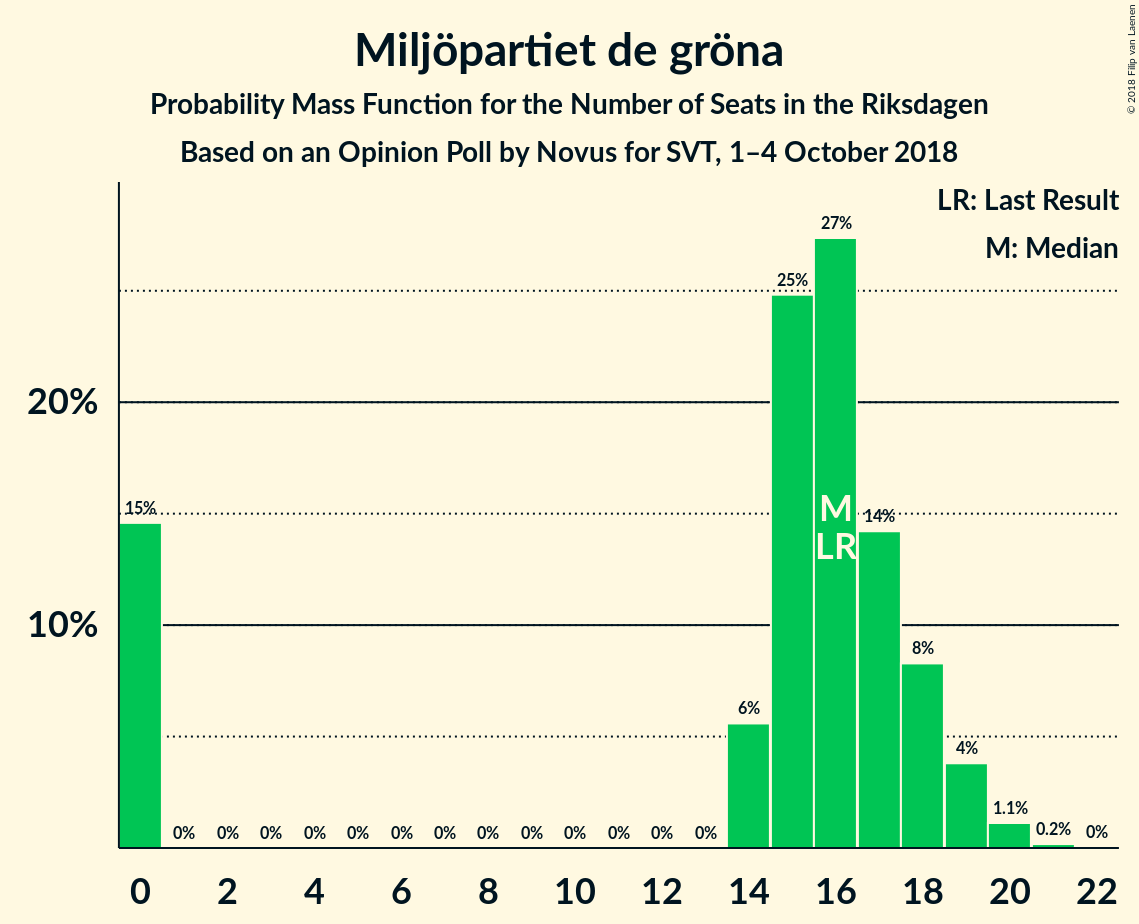 Miljöpartiet de gröna
Probability Mass Function for the Number of Seats in the Riksdagen
Based on an Opinion Poll by Novus for SVT, 1–4 October 2018
© 2018 Filip van Laenen
LR: Last Result
M: Median
27%
25%
20%
15%
M
14%
LR
10%
8%
6%
4%
1.1%
0% 0% 0% 0% 0% 0% 0% 0% 0% 0% 0% 0% 0% 0.2% 0%
0 2 4 6 8 10 12 14 16 18 20 22